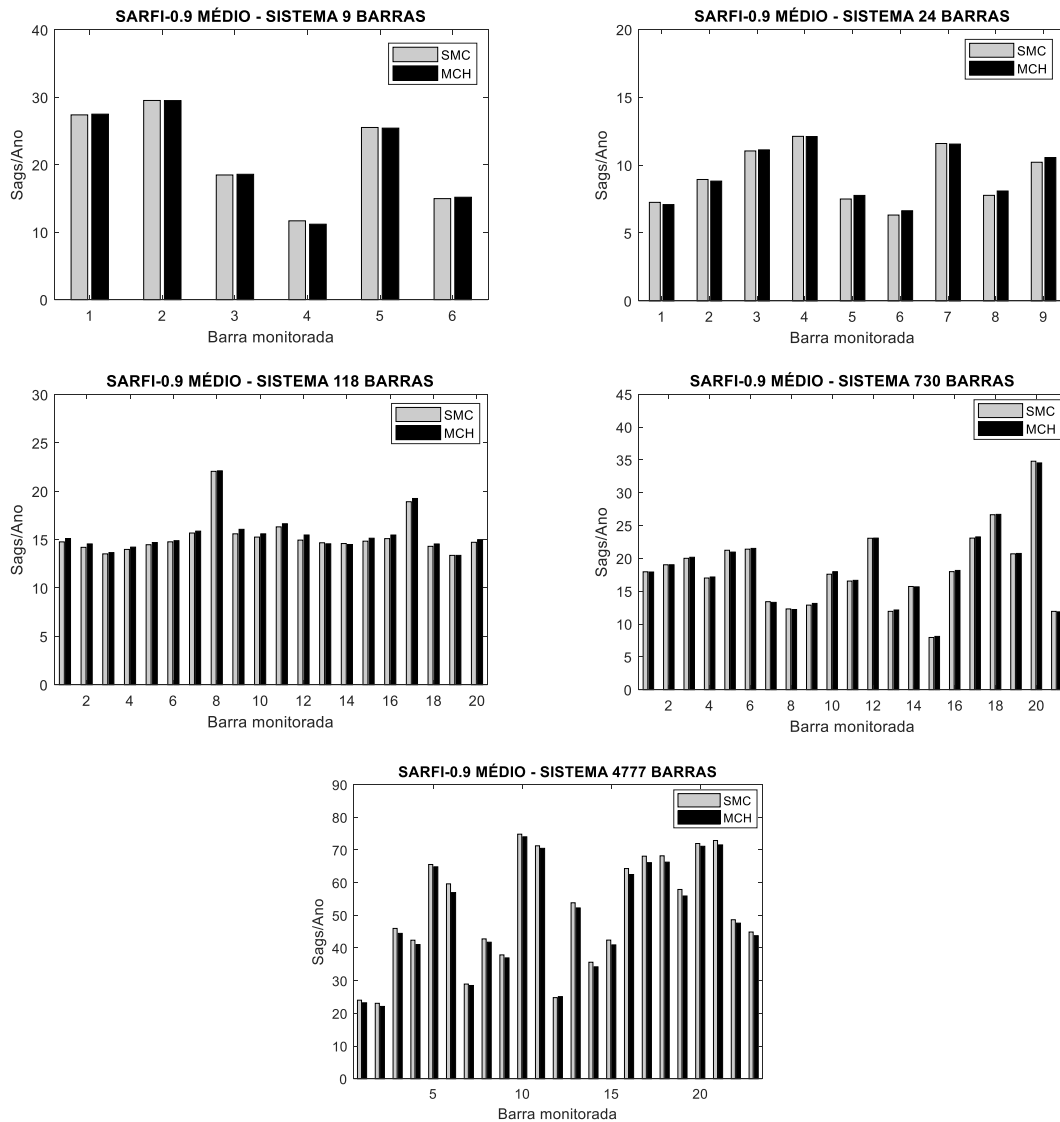 SARFI-0.9 MÉDIO - SISTEMA 9 BARRAS
40
30
20
10
0
Sags/Ano
SMC
MCH
1 2 3 4 5 6
Barra monitorada
SARFI-0.9 MÉDIO - SISTEMA 24 BARRAS
20
15
10
5
0
Sags/Ano
SMC
MCH
1 2 3 4 5 6 7 8 9
Barra monitorada
SARFI-0.9 MÉDIO - SISTEMA 118 BARRAS
30
25
20
15
10
5
0
Sags/Ano
SMC
MCH
2 4 6 8 10 12 14 16 18 20
Barra monitorada
SARFI-0.9 MÉDIO - SISTEMA 730 BARRAS
45
40
35
30
25
20
15
10
5
0
Sags/Ano
SMC
MCH
2 4 6 8 10 12 14 16 18 20
Barra monitorada
SARFI-0.9 MÉDIO - SISTEMA 4777 BARRAS
90
80
70
60
50
40
30
20
10
0
Sags/Ano
SMC
MCH
5 10 15 20
Barra monitorada